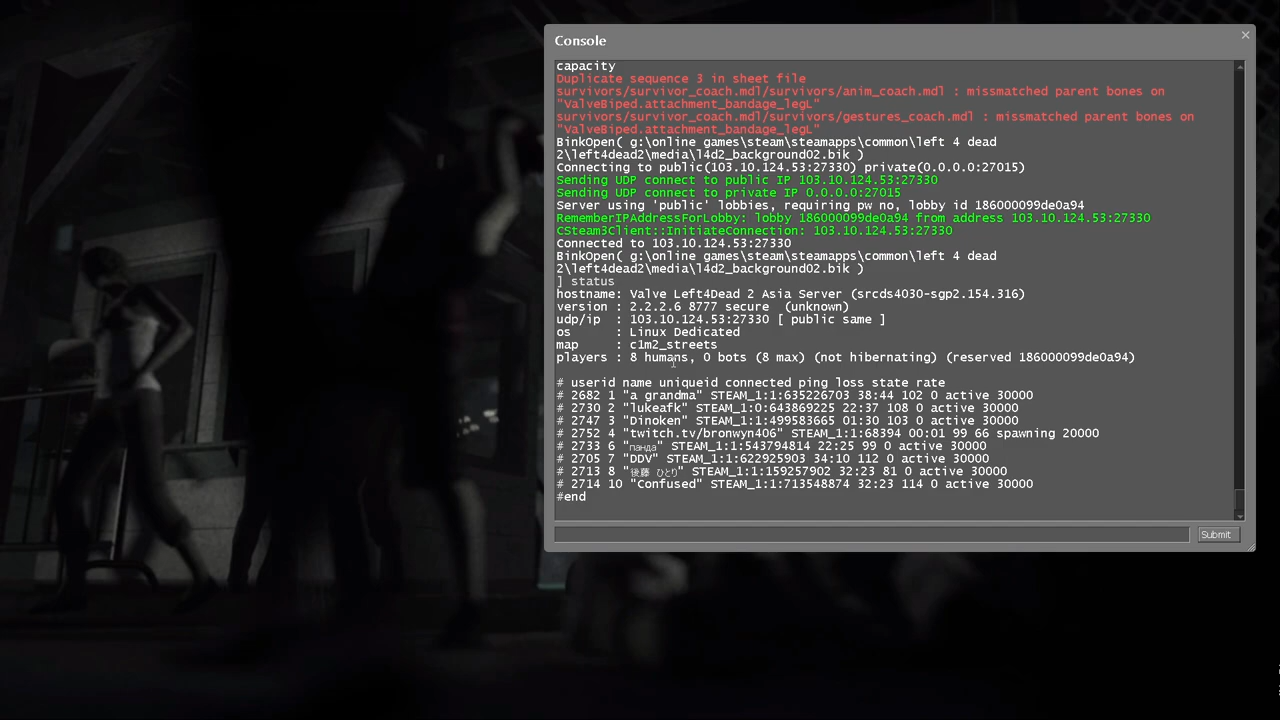 Console
capacity
Duplicate sequence 3 in sheet file
survivors/survivor_coach.mdl/survivors/anim_coach.mdl : missmatched parent bones on
"ValveBiped.attachment_bandage_legL"
survivors/survivor_coach.mdl/survivors/gestures_coach.mdl : missmatched parent bones on
"ValveBiped.attachment_bandage_legL"
BinkOpen( g:\online games\steam\steamapps\common\left 4 dead
2\left4dead2\media\l4d2_background02.bik )
Connecting to public(103.10.124.53:27330) private(0.0.0.0:27015)
Sending UDP connect to public IP 103.10.124.53:27330
Sending UDP connect to private IP 0.0.0.0:27015
Server using 'public' lobbies, requiring pw no, lobby id 186000099de0a94
RememberIPAddressForLobby: lobby 186000099de0a94 from address 103.10.124.53:27330
CSteam3Client::InitiateConnection: 103.10.124.53:27330
Connected to 103.10.124.53:27330
BinkOpen( g:\online games\steam\steamapps\common\left 4 dead
2\left4dead2\media\l4d2_background02.bik )
] status
hostname: Valve Left4Dead 2 Asia Server (srcds4030-sgp2.154.316)
version : 2.2.2.6 8777 secure  (unknown)
udp/ip  : 103.10.124.53:27330 [ public same ]
os      : Linux Dedicated
map     : c1m2_streets
players : 8 humans, 0 bots (8 max) (not hibernating) (reserved 186000099de0a94)
# userid name uniqueid connected ping loss state rate
# 2682 1 "a grandma" STEAM_1:1:635226703 38:44 102 0 active 30000
# 2730 2 "lukeafk" STEAM_1:0:643869225 22:37 108 0 active 30000
# 2747 3 "Dinoken" STEAM_1:1:499583665 01:30 103 0 active 30000
# 2752 4 "twitch.tv/bronwyn406" STEAM_1:1:68394 00:01 99 66 spawning 20000
# 2733 6 "панда" STEAM_1:1:543794814 22:25 99 0 active 30000
# 2705 7 "DDV" STEAM_1:1:622925903 34:10 112 0 active 30000
# 2713 8 "後藤 ひとり" STEAM_1:1:159257902 32:23 81 0 active 30000
# 2714 10 "Confused" STEAM_1:1:713548874 32:23 114 0 active 30000
#end
Submit